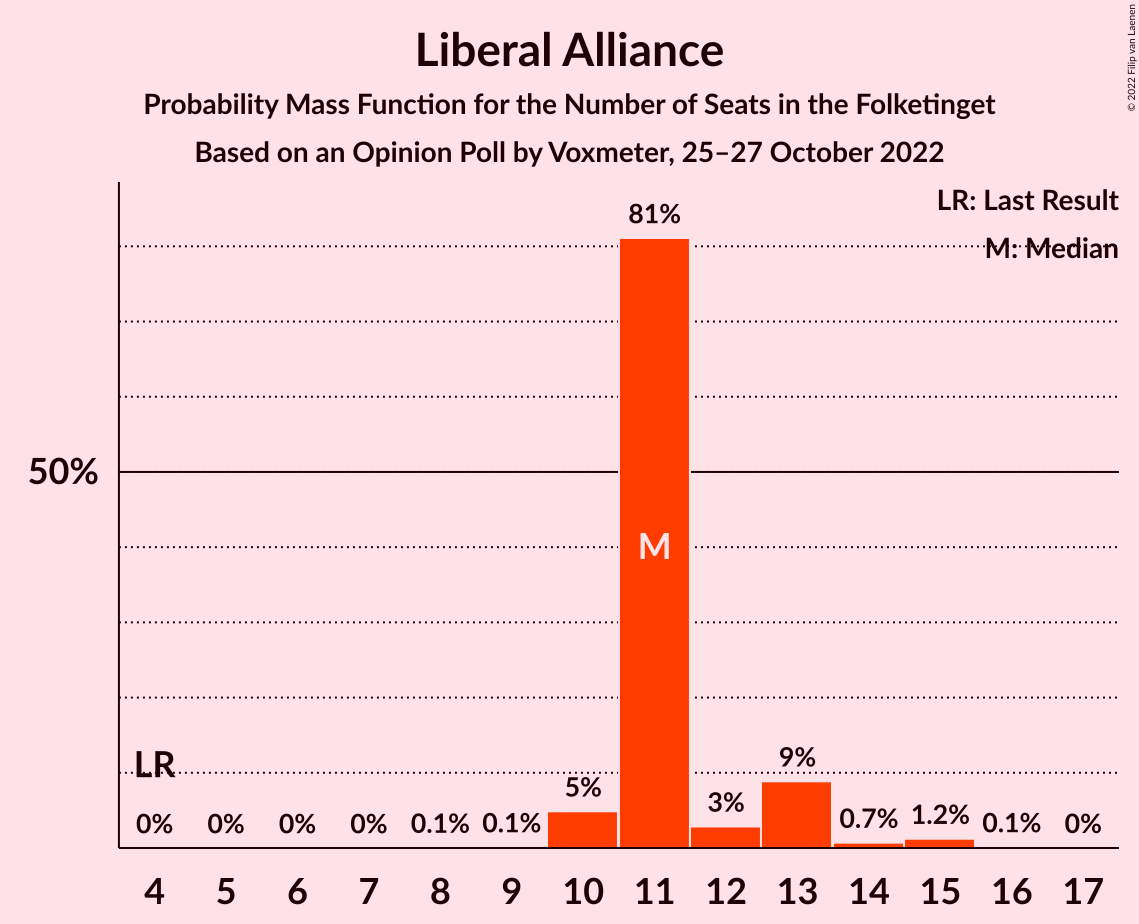 Liberal Alliance
Probability Mass Function for the Number of Seats in the Folketinget
Based on an Opinion Poll by Voxmeter, 25–27 October 2022
© 2022 Filip van Laenen
LR: Last Result
M: Median
81%
50%
M
LR
9%
5%
3%
1.2%
0% 0% 0% 0% 0.1% 0.1% 0.7% 0.1% 0%
4 5 6 7 8 9 10 11 12 13 14 15 16 17